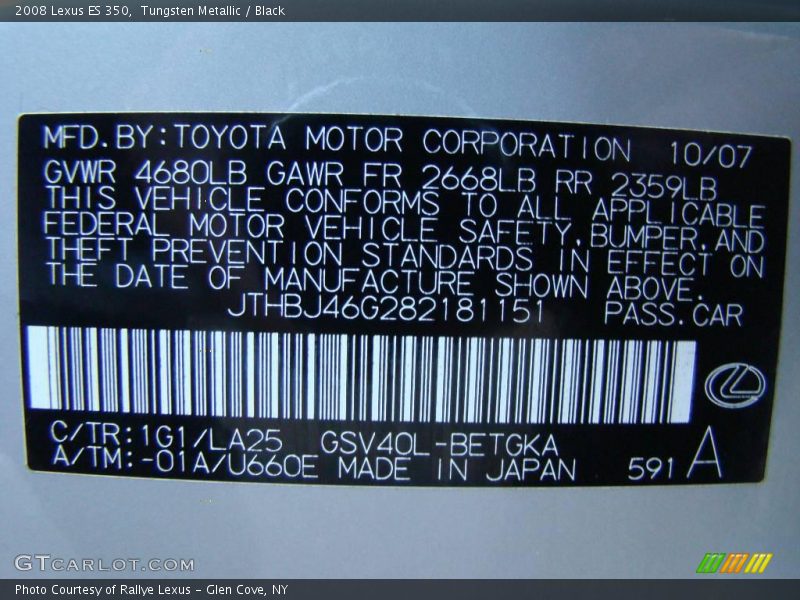 2008 Lexus ES 350,  Tungsten Metallic / Black
MFD.BY:TOYOTA MOTOR CORPORATION 10/07
GVWR 4680LB GAWR FR 2668LB RR 2359LB
THIS VEHICLE CONFORMS TO ALL APPLICABLE
FEDERAL MOTOR VEHICLE SAFETY,BUMPER,AND
THEFT PREVENTION STANDARDS IN EFFECT ON
THE DATE OF MANUFACTURE SHOWN ABOVE.
JTHBJ46G282181151 PASS.CAR
C/TR:1G1/LA25 GSV40L-BETGKA
A/TM:-01A/U660E MADE IN JAPAN 591 A
GTCARLOT.COM
Photo Courtesy of Rallye Lexus - Glen Cove, NY